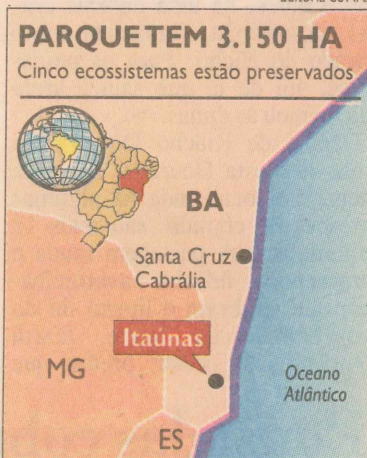 PARQUE TEM 3.150 HA
Cinco ecossistemas estão preservados
BA
Santa Cruz
Cabrália
Itaúnas
MG
Oceano
Atlântico
ES